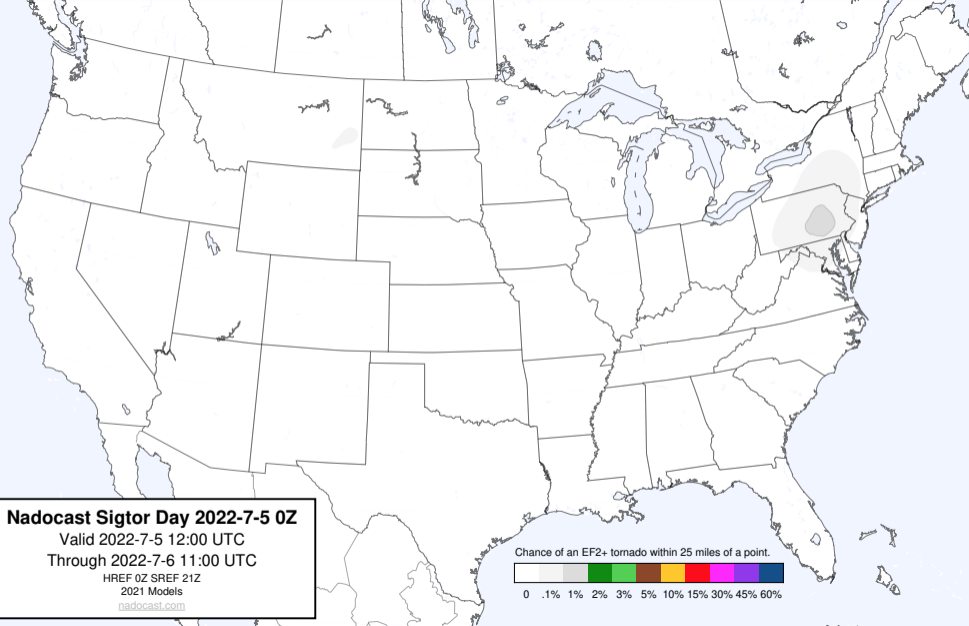 Nadocast Sigtor Day 2022-7-5 0Z
Valid 2022-7-5 12:00 UTC
Through 2022-7-6 11:00 UTC
HREF 0Z SREF 21Z
2021 Models
nadocast.com
Chance of an EF2+ tornado within 25 miles of a point.
0 .1% 1% 2% 3% 5% 10% 15% 30% 45% 60%